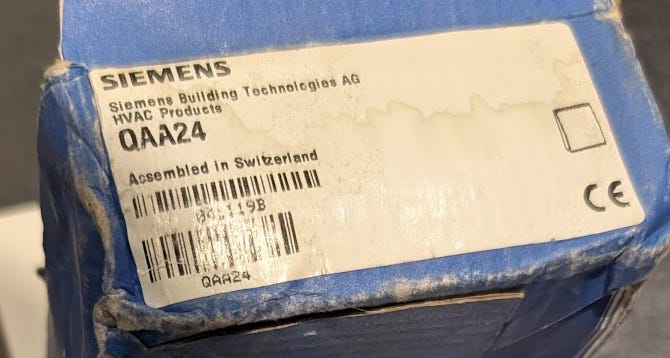 SIEMENS
Siemens Building Technologies AG
HVAC Products
QAA24
Assembled in Switzerland
QAA24
CE